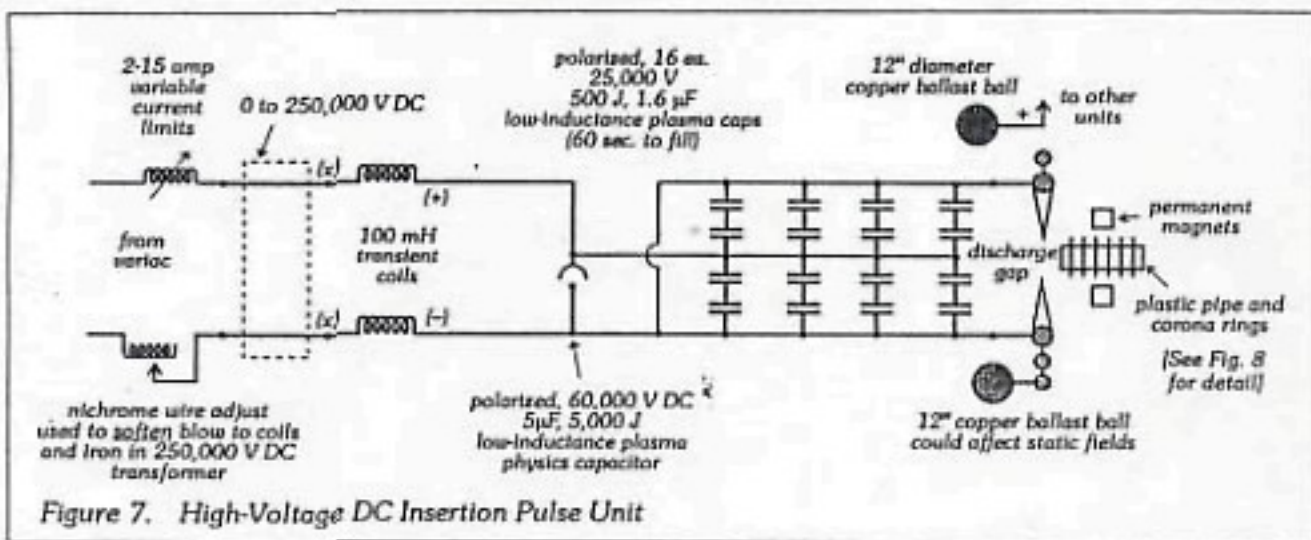 2-15 amp
variable
current
limits
0 to 250,000 V DC
polarized, 16 ea.
25,000 V
500 J, 1.6 µF
low-inductance plasma caps
(60 sec. to fill)
12" diameter
copper ballast ball
+
to other
units
(x)
(+)
from
variac
100 mH
transient
coils
(x)
(−)
discharge
gap
permanent
magnets
plastic pipe and
corona rings
[See Fig. 8
for detail]
nichrome wire adjust
used to soften blow to coils
and iron in 250,000 V DC
transformer
polarized, 60,000 V DC
5µF, 5,000 J
low-inductance plasma
physics capacitor
12" copper ballast ball
could affect static fields
Figure 7. High-Voltage DC Insertion Pulse Unit